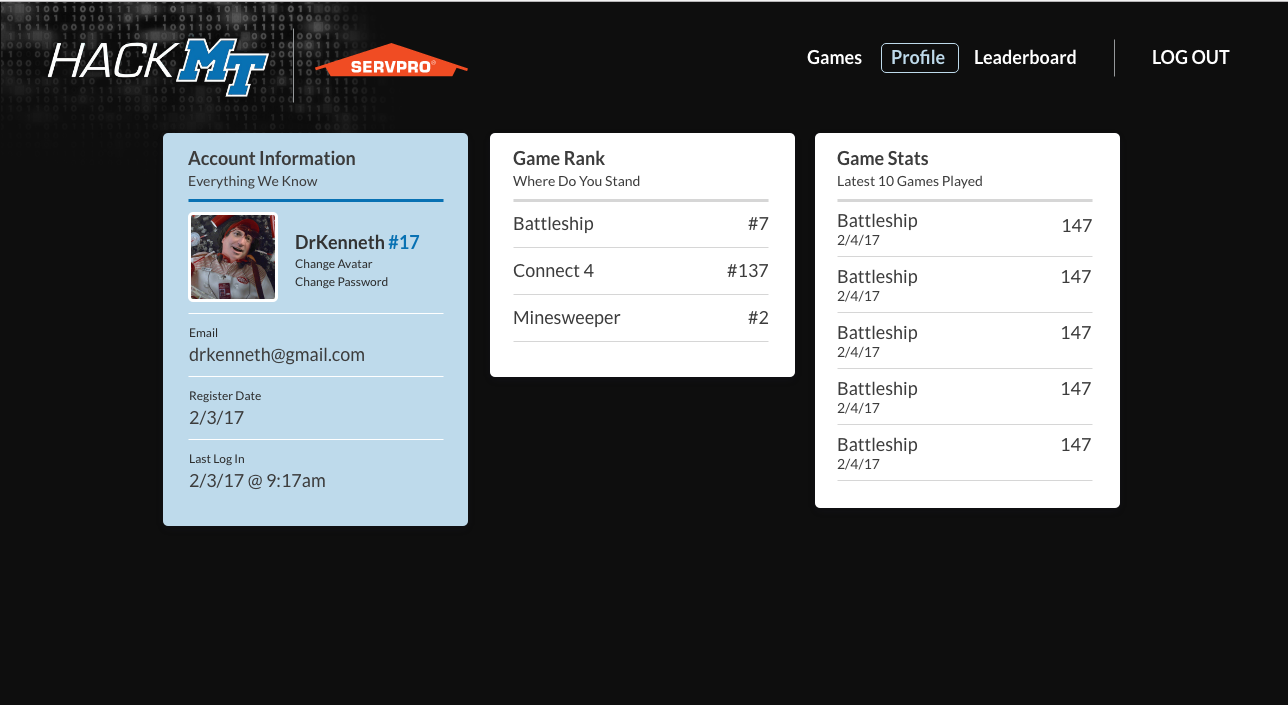 HACK MT
SERVPRO®
Games
Profile
Leaderboard
LOG OUT
Account Information
Everything We Know
DrKenneth #17
Change Avatar
Change Password
Email
drkenneth@gmail.com
Register Date
2/3/17
Last Log In
2/3/17 @ 9:17am
Game Rank
Where Do You Stand
Battleship #7
Connect 4 #137
Minesweeper #2
Game Stats
Latest 10 Games Played
Battleship 147
2/4/17
Battleship 147
2/4/17
Battleship 147
2/4/17
Battleship 147
2/4/17
Battleship 147
2/4/17